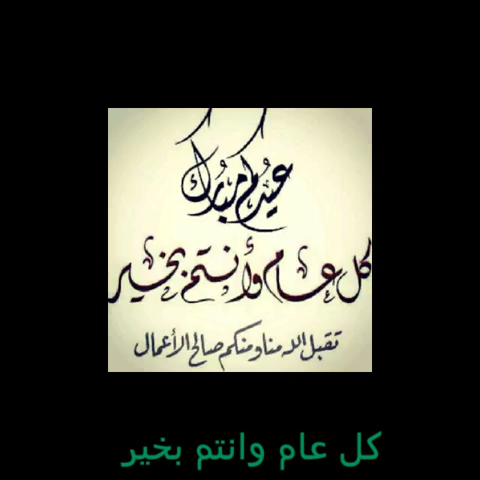 عيدكم مبارك
كل عام وأنتم بخير
تقبل الله منا ومنكم صالح الأعمال
كل عام وانتم بخير